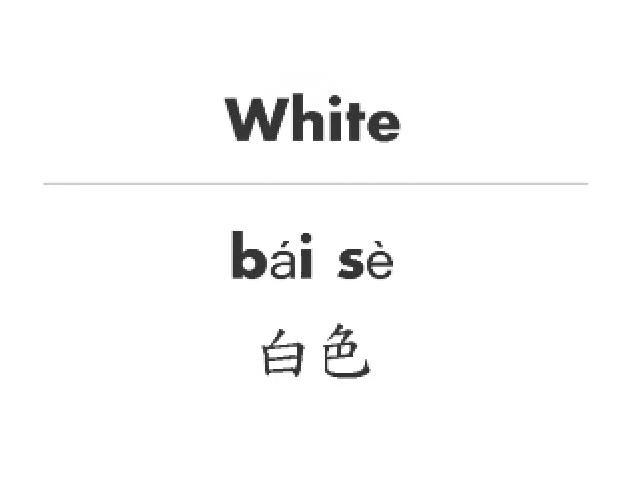 White
bái sè
白色